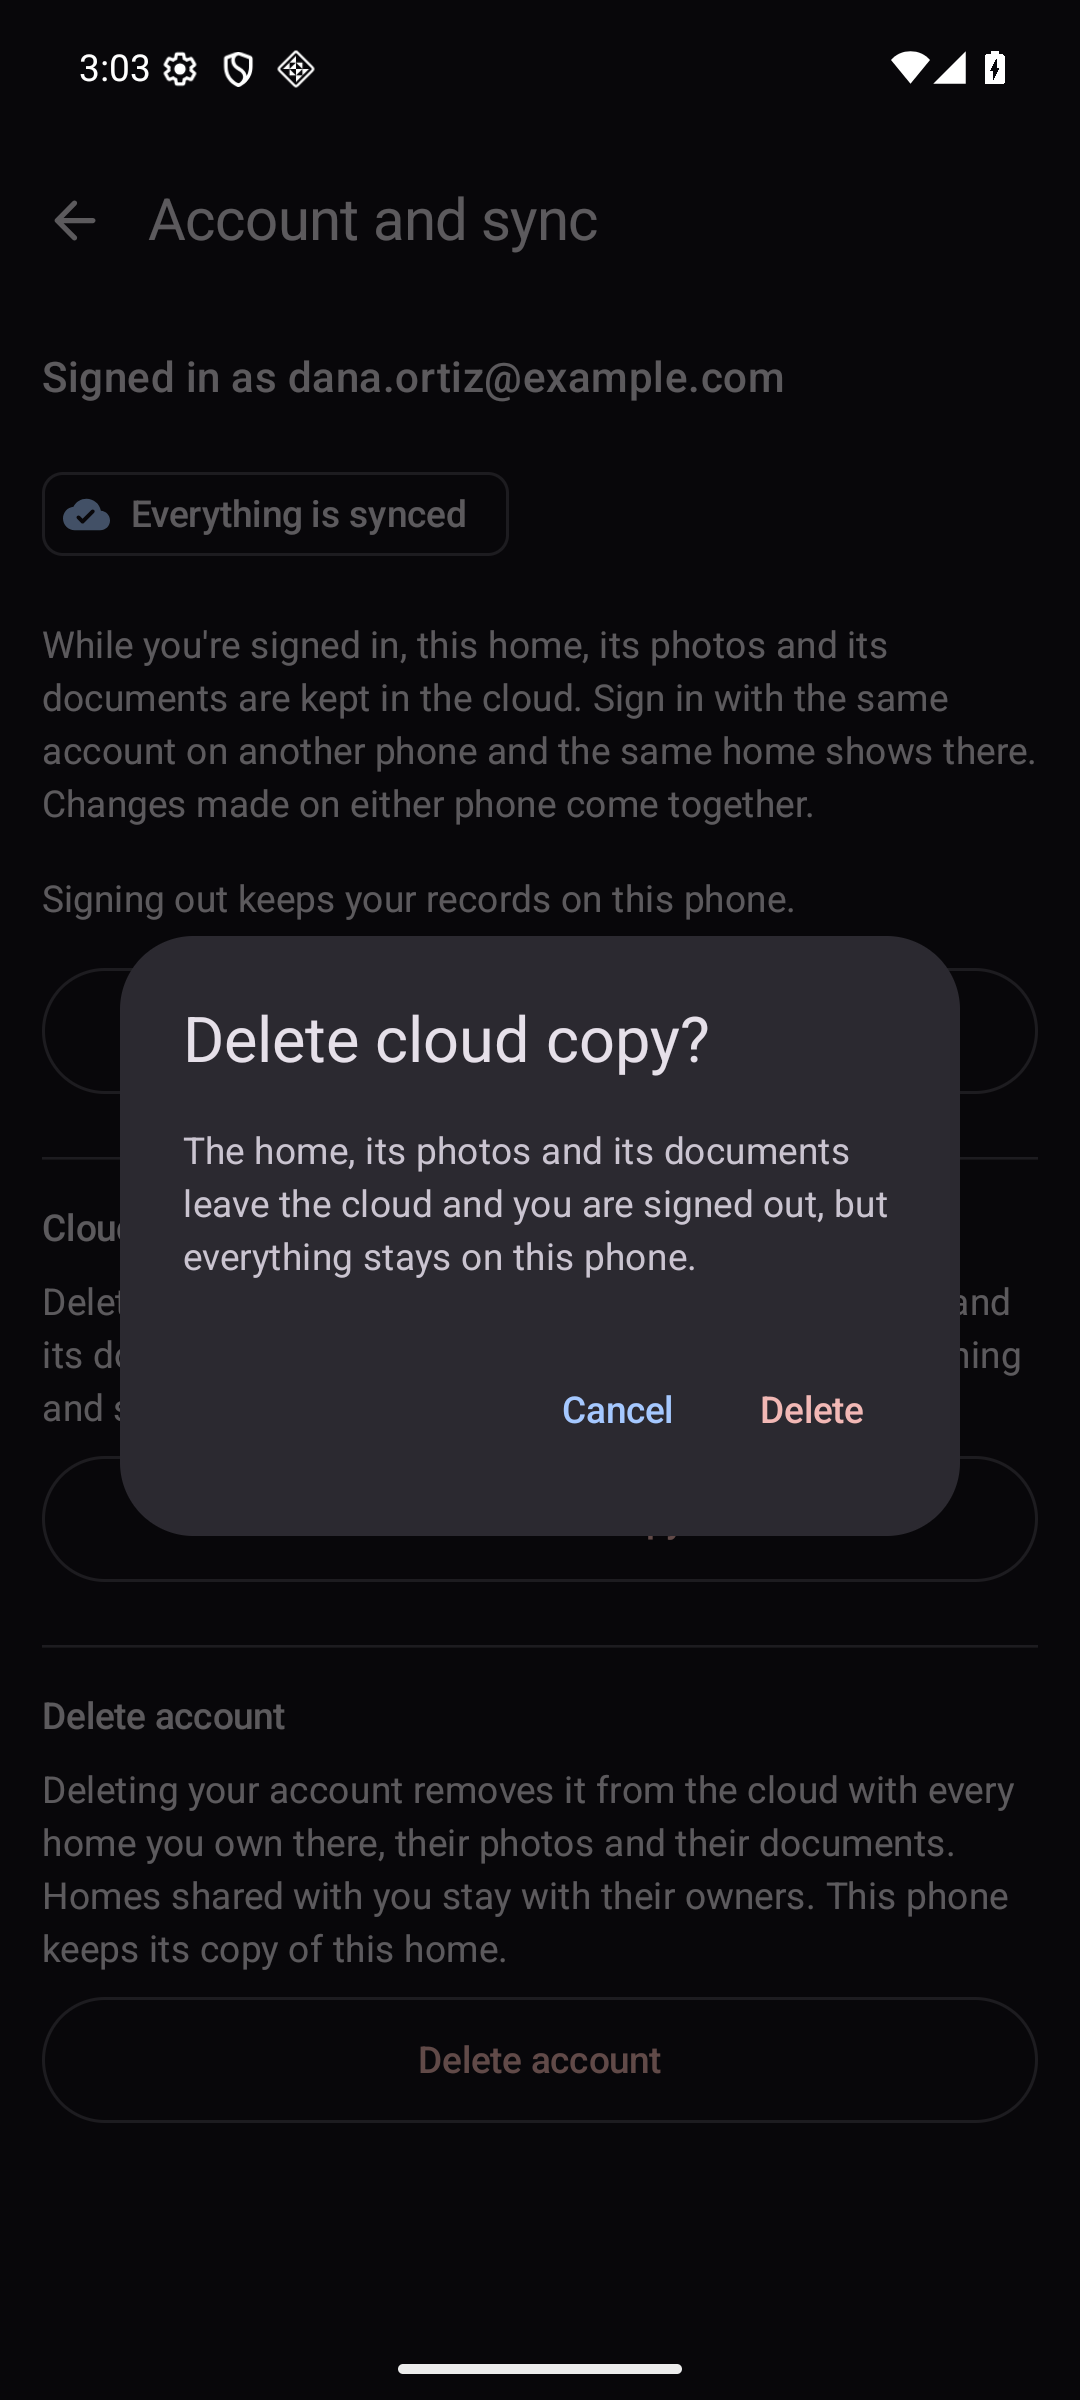 3:03
Account and sync
Signed in as dana.ortiz@example.com
Everything is synced
While you're signed in, this home, its photos and its
documents are kept in the cloud. Sign in with the same
account on another phone and the same home shows there.
Changes made on either phone come together.
Signing out keeps your records on this phone.
Delete cloud copy?
The home, its photos and its documents
leave the cloud and you are signed out, but
everything stays on this phone.
Cancel Delete
and
its
and
Delete account
Deleting your account removes it from the cloud with every
home you own there, their photos and their documents.
Homes shared with you stay with their owners. This phone
keeps its copy of this home.
Delete account